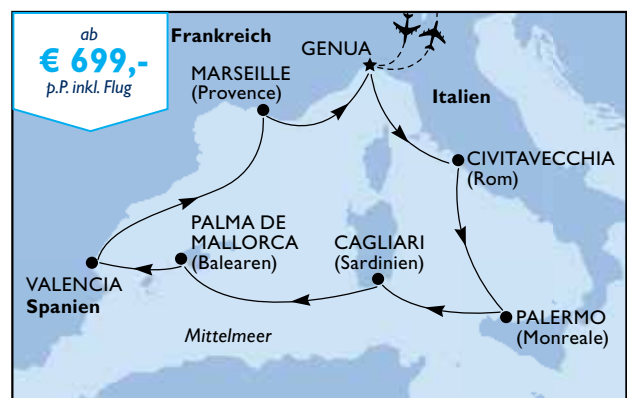 ab
€ 699,-
p.P. inkl. Flug
Frankreich
GENUA
MARSEILLE
(Provence)
Italien
CIVITAVECCHIA
(Rom)
PALMA DE
MALLORCA
(Balearen)
CAGLIARI
(Sardinien)
VALENCIA
Spanien
PALERMO
(Monreale)
Mittelmeer